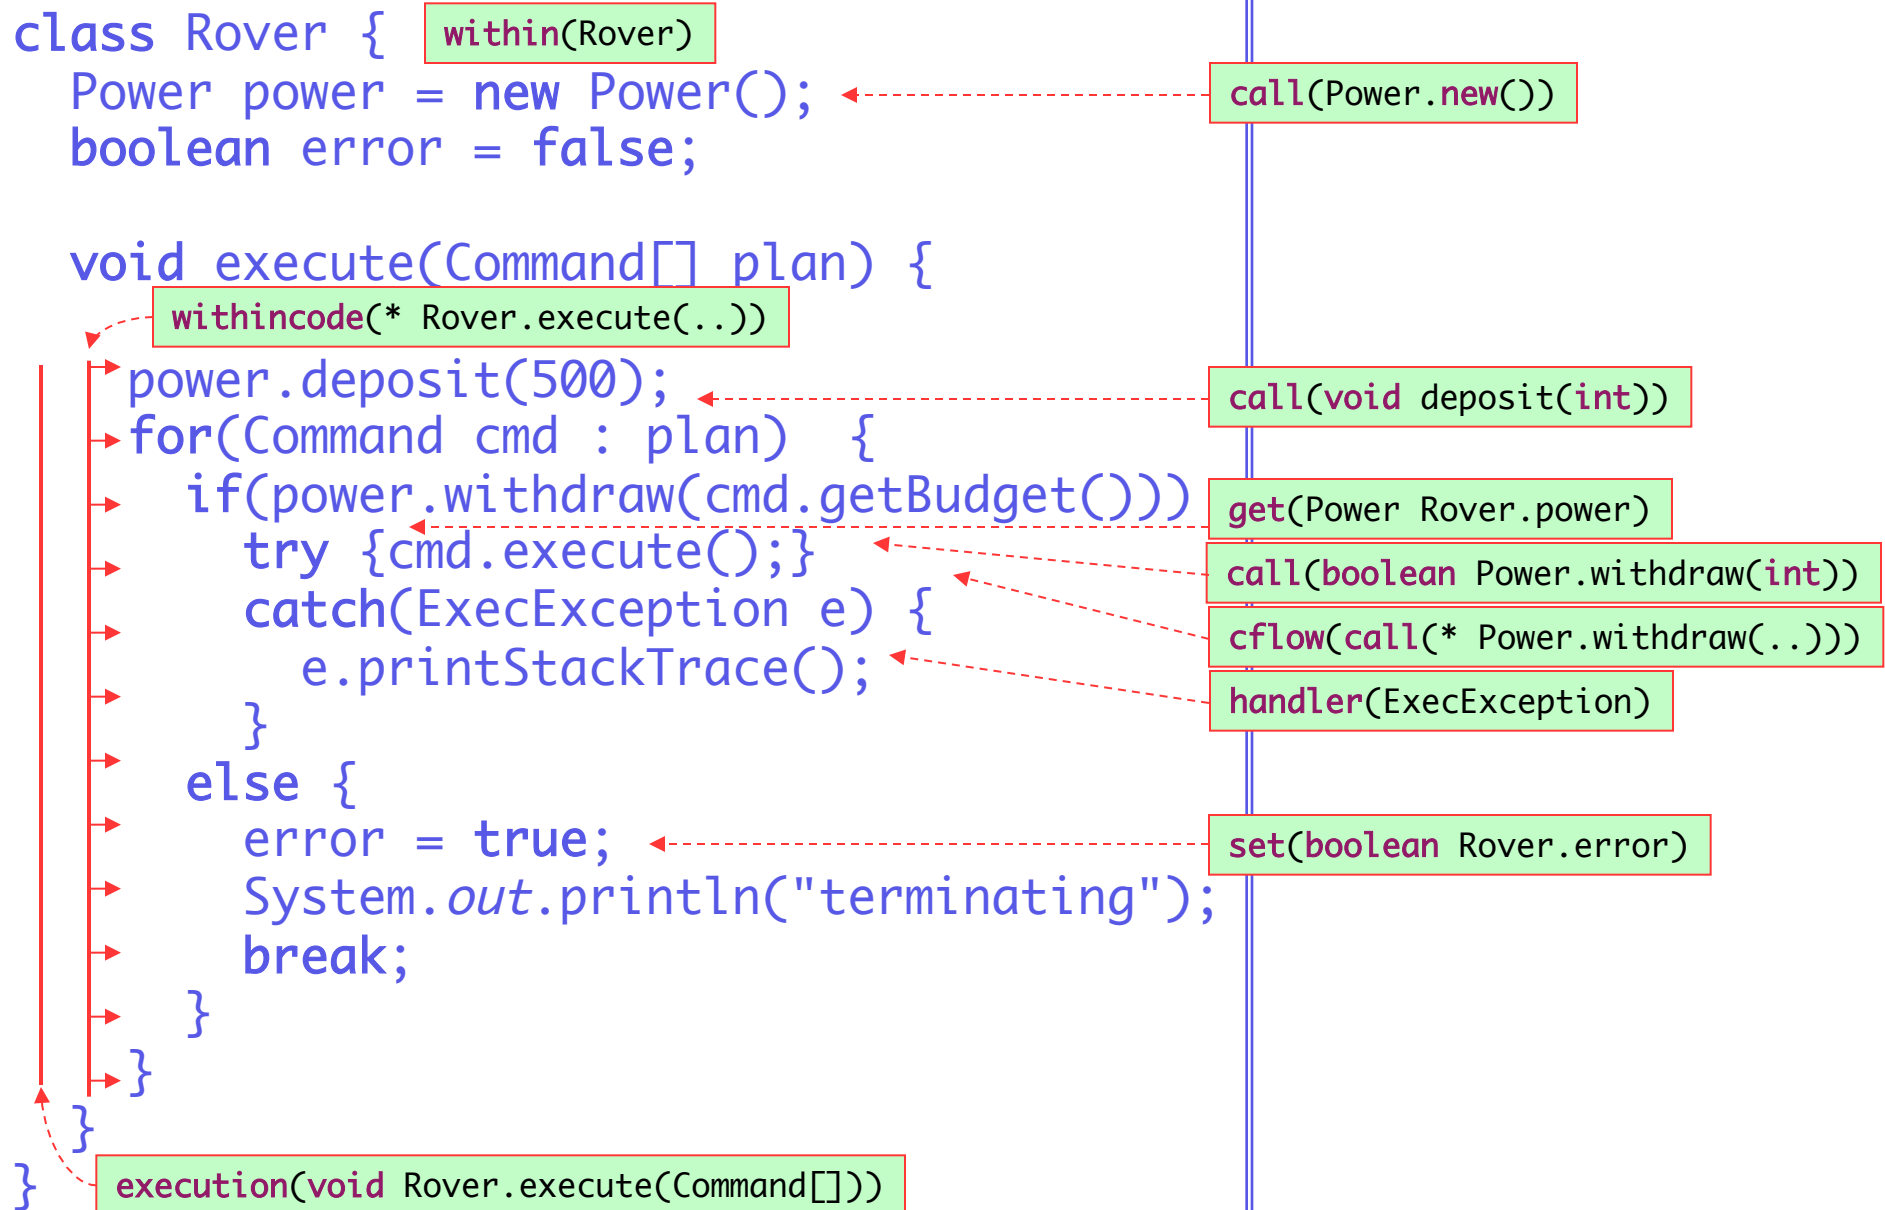 class Rover {
within(Rover)
Power power = new Power();
call(Power.new())
boolean error = false;
void execute(Command[] plan) {
withincode(* Rover.execute(..))
power.deposit(500);
call(void deposit(int))
for(Command cmd : plan)  {
if(power.withdraw(cmd.getBudget()))
get(Power Rover.power)
try {cmd.execute();}
call(boolean Power.withdraw(int))
catch(ExecException e) {
cflow(call(* Power.withdraw(..)))
e.printStackTrace();
handler(ExecException)
}
else {
error = true;
set(boolean Rover.error)
System.out.println("terminating");
break;
}
}
}
}
execution(void Rover.execute(Command[]))